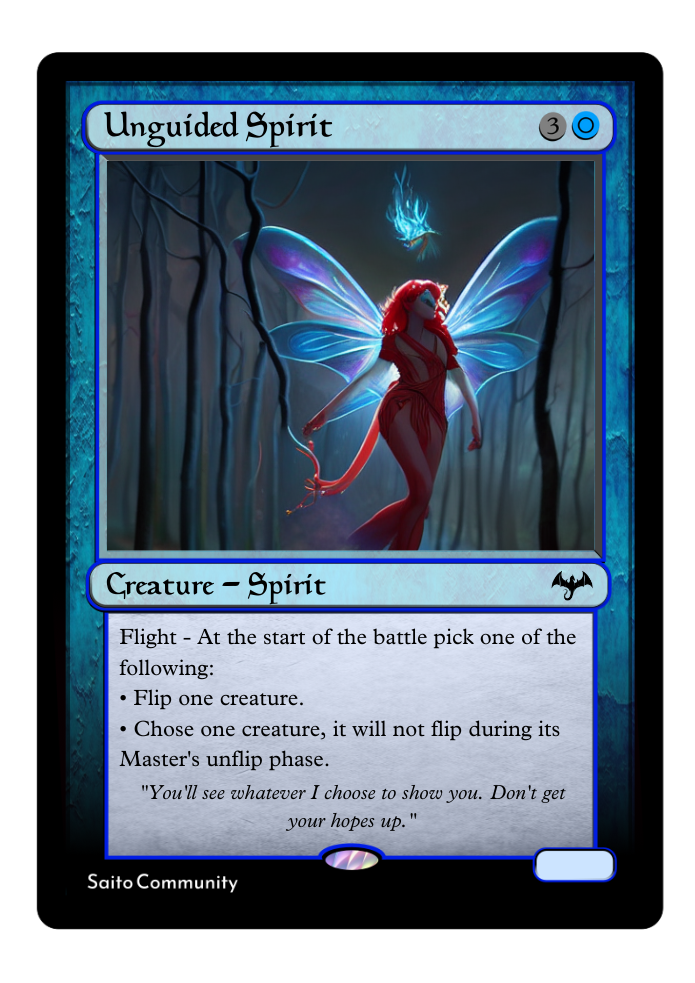 Unguided Spirit 3
Creature – Spirit
Flight - At the start of the battle pick one of the
following:
• Flip one creature.
• Chose one creature, it will not flip during its
Master's unflip phase.
"You'll see whatever I choose to show you. Don't get
your hopes up."
Saito Community